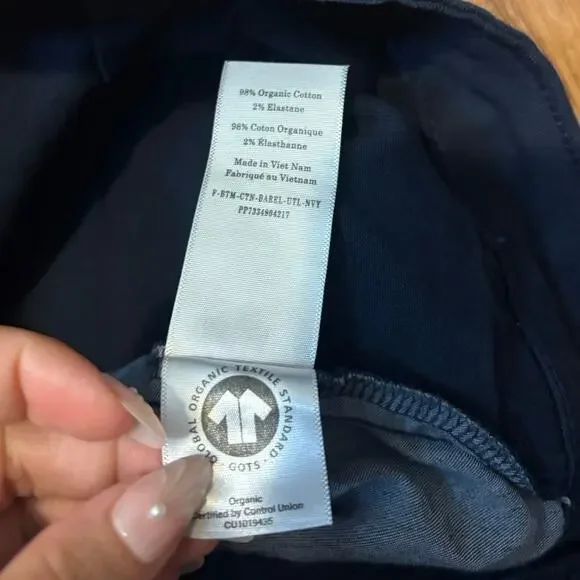 98% Organic Cotton
2% Elastane
98% Coton Organique
2% Élasthanne
Made in Viet Nam
Fabriqué au Vietnam
F-BTM-CTN-BAREL-UTL-NVY
PP7334864217
GLOBAL ORGANIC TEXTILE STANDARD
· GOTS ·
Organic
Certified by Control Union
CU1019435